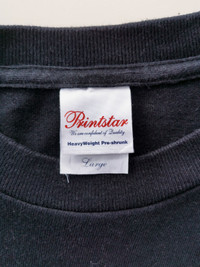 Printstar
We are confident of Quality
HeavyWeight Pre-shrunk
Large